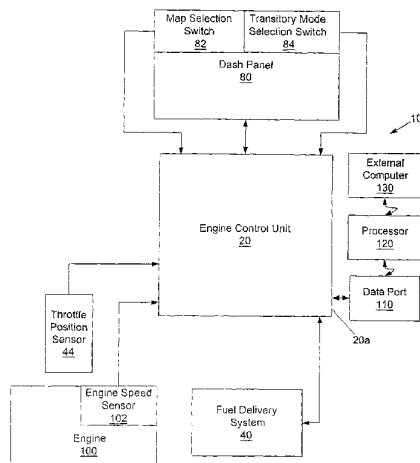 Map Selection
Switch
82
Transitory Mode
Selection Switch
84
Dash Panel
80
10
External
Computer
130
Engine Control Unit
20
Processor
120
Data Port
110
20a
Throttle
Position
Sensor
44
Engine Speed
Sensor
102
Engine
100
Fuel Delivery
System
40